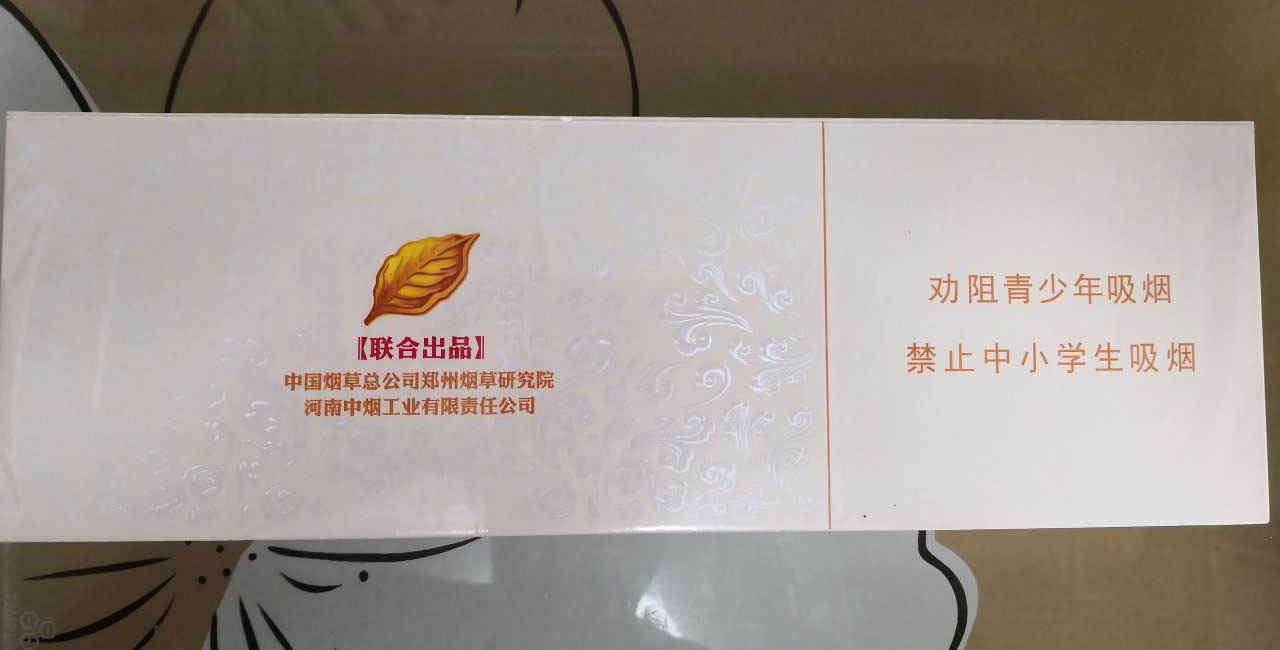 【联合出品】
中国烟草总公司郑州烟草研究院
河南中烟工业有限责任公司
劝阻青少年吸烟
禁止中小学生吸烟